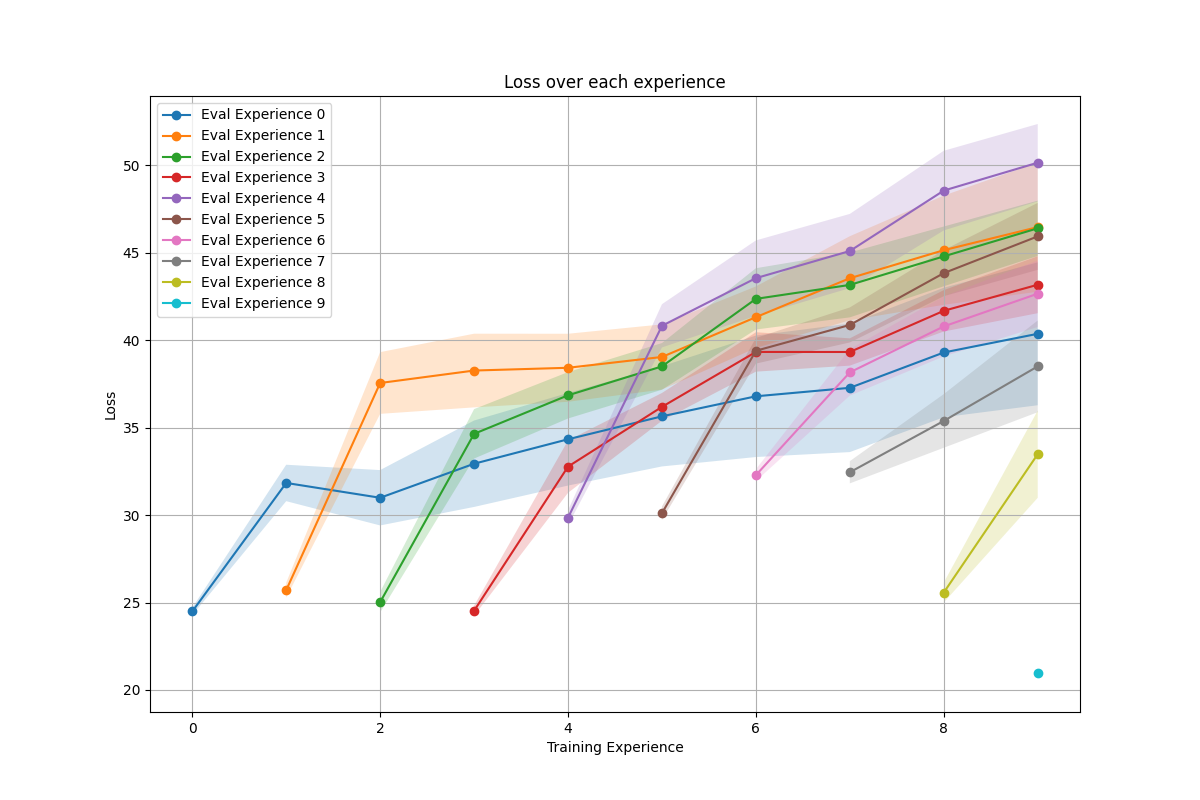 Loss over each experience
Eval Experience 0
Eval Experience 1
Eval Experience 2
Eval Experience 3
Eval Experience 4
Eval Experience 5
Eval Experience 6
Eval Experience 7
Eval Experience 8
Eval Experience 9
50
45
40
35
30
25
20
Loss
0 2 4 6 8
Training Experience